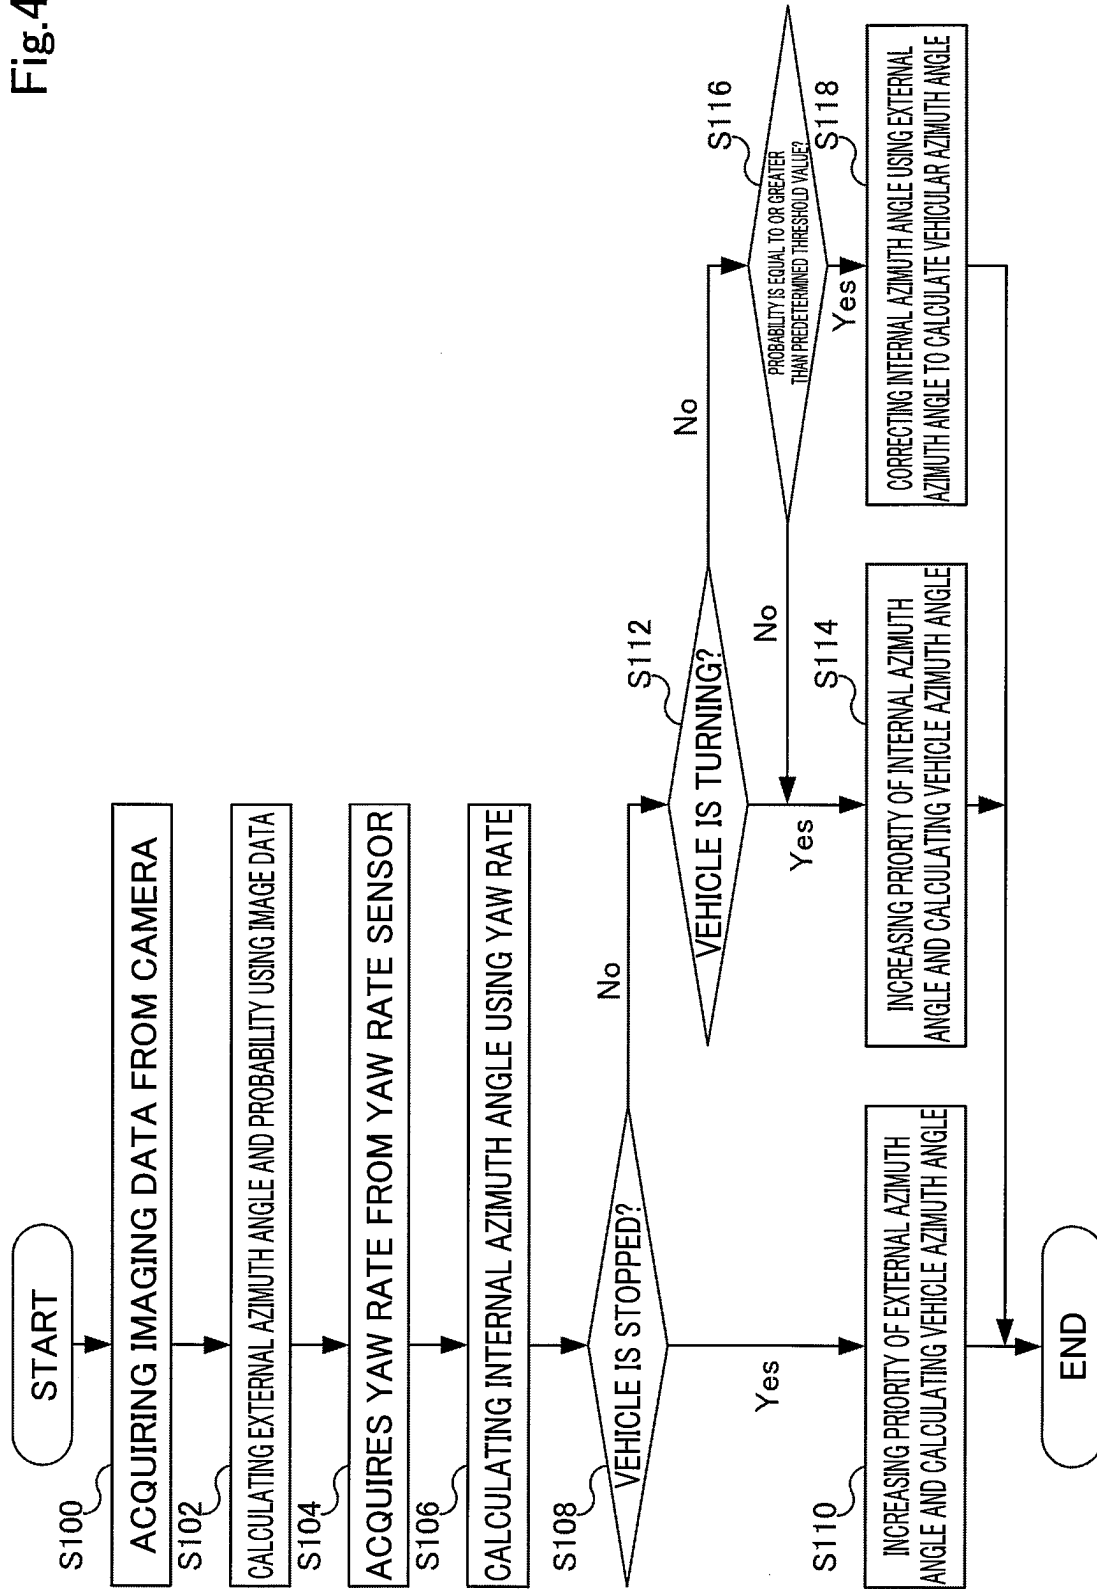 Fig.4
START
S100
ACQUIRING IMAGING DATA FROM CAMERA
S102
CALCULATING EXTERNAL AZIMUTH ANGLE AND PROBABILITY USING IMAGE DATA
S104
ACQUIRES YAW RATE FROM YAW RATE SENSOR
S106
CALCULATING INTERNAL AZIMUTH ANGLE USING YAW RATE
S108
VEHICLE IS STOPPED?
No
Yes
S112
VEHICLE IS TURNING?
No
Yes
S116
PROBABILITY IS EQUAL TO OR GREATER
THAN PREDETERMINED THRESHOLD VALUE?
No
Yes
S110
INCREASING PRIORITY OF EXTERNAL AZIMUTH
ANGLE AND CALCULATING VEHICLE AZIMUTH ANGLE
S114
INCREASING PRIORITY OF INTERNAL AZIMUTH
ANGLE AND CALCULATING VEHICLE AZIMUTH ANGLE
S118
CORRECTING INTERNAL AZIMUTH ANGLE USING EXTERNAL
AZIMUTH ANGLE TO CALCULATE VEHICULAR AZIMUTH ANGLE
END